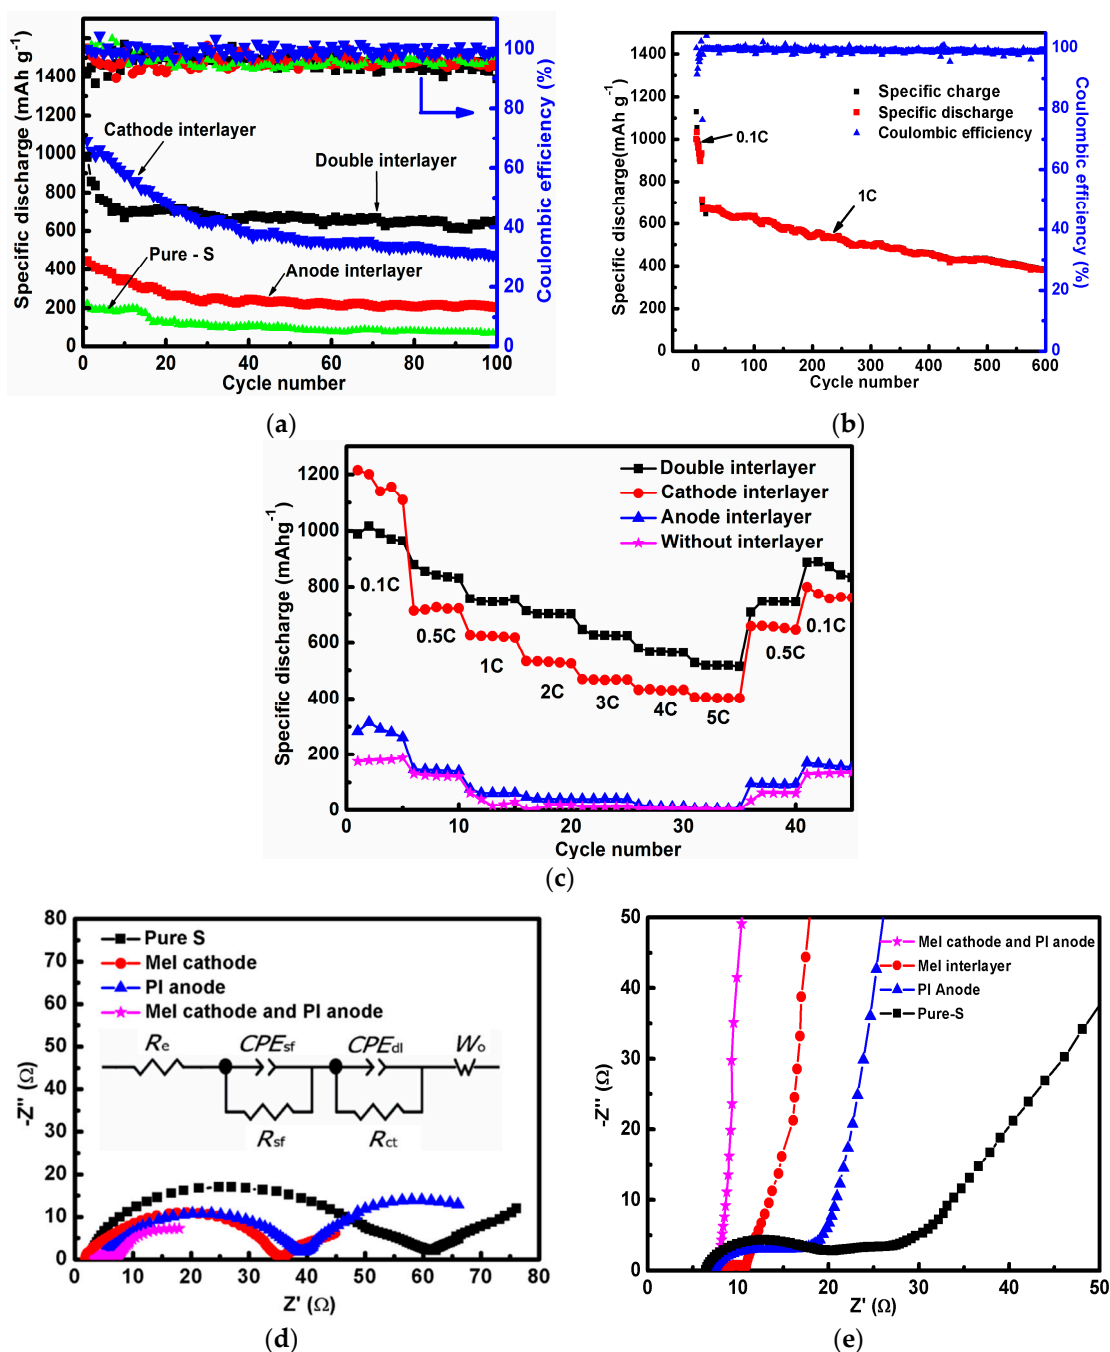 1400
1200
1000
800
600
400
200
0
Specific discharge (mAh g-1)
Cathode interlayer
Double interlayer
Pure - S
Anode interlayer
0 20 40 60 80 100
Cycle number
100
80
60
40
20
0
Coulombic efficiency (%)
(a)
1400
1200
1000
800
600
400
200
0
Specific discharge(mAh g-1)
Specific charge
Specific discharge
Coulombic efficiency
0.1C
1C
0 100 200 300 400 500 600
Cycle number
100
80
60
40
20
0
Coulombic efficiency (%)
(b)
1200
1000
800
600
400
200
0
Specific discharge (mAhg-1)
Double interlayer
Cathode interlayer
Anode interlayer
Without interlayer
0.1C
0.5C
1C
2C
3C
4C
5C
0.5C
0.1C
0 10 20 30 40
Cycle number
(c)
80
70
60
50
40
30
20
10
0
-Z'' (Ω)
Pure S
Mel cathode
PI anode
Mel cathode and PI anode
Re CPEsf CPEdl Wo
Rsf Rct
0 10 20 30 40 50 60 70 80
Z' (Ω)
(d)
50
40
30
20
10
0
-Z'' (Ω)
Mel cathode and PI anode
Mel interlayer
PI Anode
Pure-S
0 10 20 30 40 50
Z' (Ω)
(e)